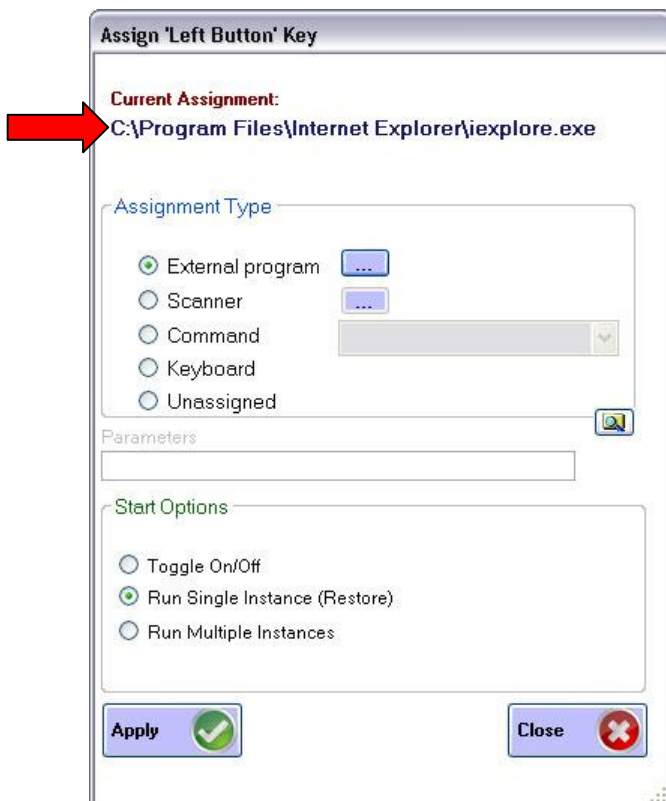 Assign 'Left Button' Key
Current Assignment:
C:\Program Files\Internet Explorer\iexplore.exe
Assignment Type
External program ...
Scanner ...
Command
Keyboard
Unassigned
Parameters
Start Options
Toggle On/Off
Run Single Instance (Restore)
Run Multiple Instances
Apply Close